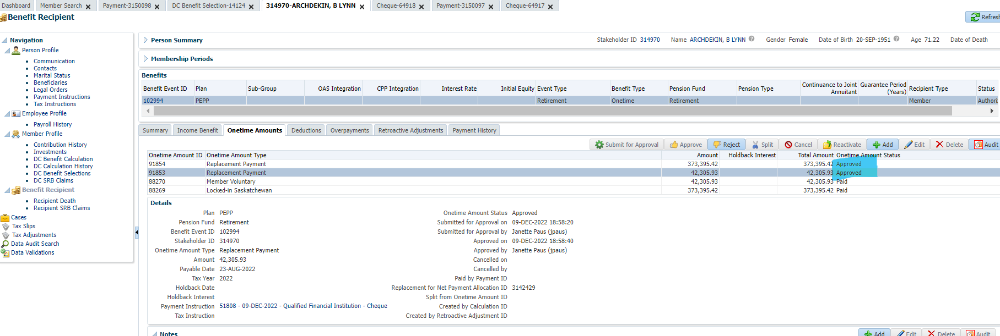 Dashboard Member Search Payment-3150098 DC Benefit Selection-14124 314970-ARCHDEKIN, B LYNN Cheque-64918 Payment-3150097 Cheque-64917
Benefit Recipient Refresh
Navigation
Person Profile
Communication
Contacts
Marital Status
Beneficiaries
Legal Orders
Payment Instructions
Tax Instructions
Employee Profile
Payroll History
Member Profile
Contribution History
Investments
DC Benefit Calculation
DC Calculation History
DC Benefit Selections
DC SRB Claims
Benefit Recipient
Recipient Death
Recipient SRB Claims
Cases
Tax Slips
Tax Adjustments
Data Audit Search
Data Validations
Person Summary Stakeholder ID 314970 Name ARCHDEKIN, B LYNN Gender Female Date of Birth 20-SEP-1951 Age 71.22 Date of Death
Membership Periods
Benefits
Benefit Event ID Plan Sub-Group OAS Integration CPP Integration Interest Rate Initial Equity Event Type Benefit Type Pension Fund Pension Type Continuance to Joint Annuitant Guarantee Period (Years) Recipient Type Status
102994 PEPP Retirement Onetime Retirement Member Authori
Summary Income Benefit Onetime Amounts Deductions Overpayments Retroactive Adjustments Payment History
Submit for Approval Approve Reject Split Cancel Reactivate Add Edit Delete Audit
Onetime Amount ID Onetime Amount Type Amount Holdback Interest Total Amount Onetime Amount Status
91854 Replacement Payment 373,395.42 373,395.42 Approved
91853 Replacement Payment 42,305.93 42,305.93 Approved
88270 Member Voluntary 42,305.93 42,305.93 Paid
88269 Locked-in Saskatchewan 373,395.42 373,395.42 Paid
Details
Plan PEPP Onetime Amount Status Approved
Pension Fund Retirement Submitted for Approval on 09-DEC-2022 18:58:20
Benefit Event ID 102994 Submitted for Approval by Janette Paus (jpaus)
Stakeholder ID 314970 Approved on 09-DEC-2022 18:58:40
Onetime Amount Type Replacement Payment Approved by Janette Paus (jpaus)
Amount 42,305.93 Cancelled on
Payable Date 23-AUG-2022 Cancelled by
Tax Year 2022 Paid by Payment ID
Holdback Date Replacement for Net Payment Allocation ID 3142429
Holdback Interest Split from Onetime Amount ID
Payment Instruction 51808 - 09-DEC-2022 - Qualified Financial Institution - Cheque Created by Calculation ID
Tax Instruction Created by Retroactive Adjustment ID
Notes Add Edit Delete Audit